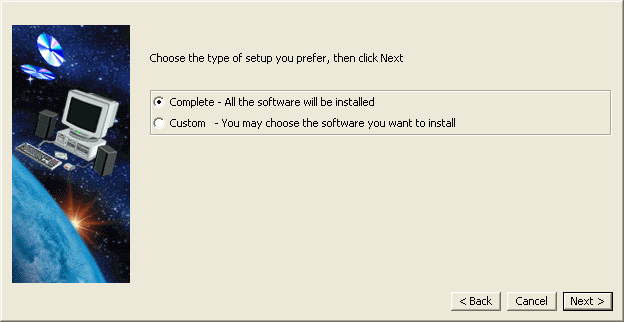 Choose the type of setup you prefer, then click Next
Complete - All the software will be installed
Custom - You may choose the software you want to install
< Back Cancel Next >